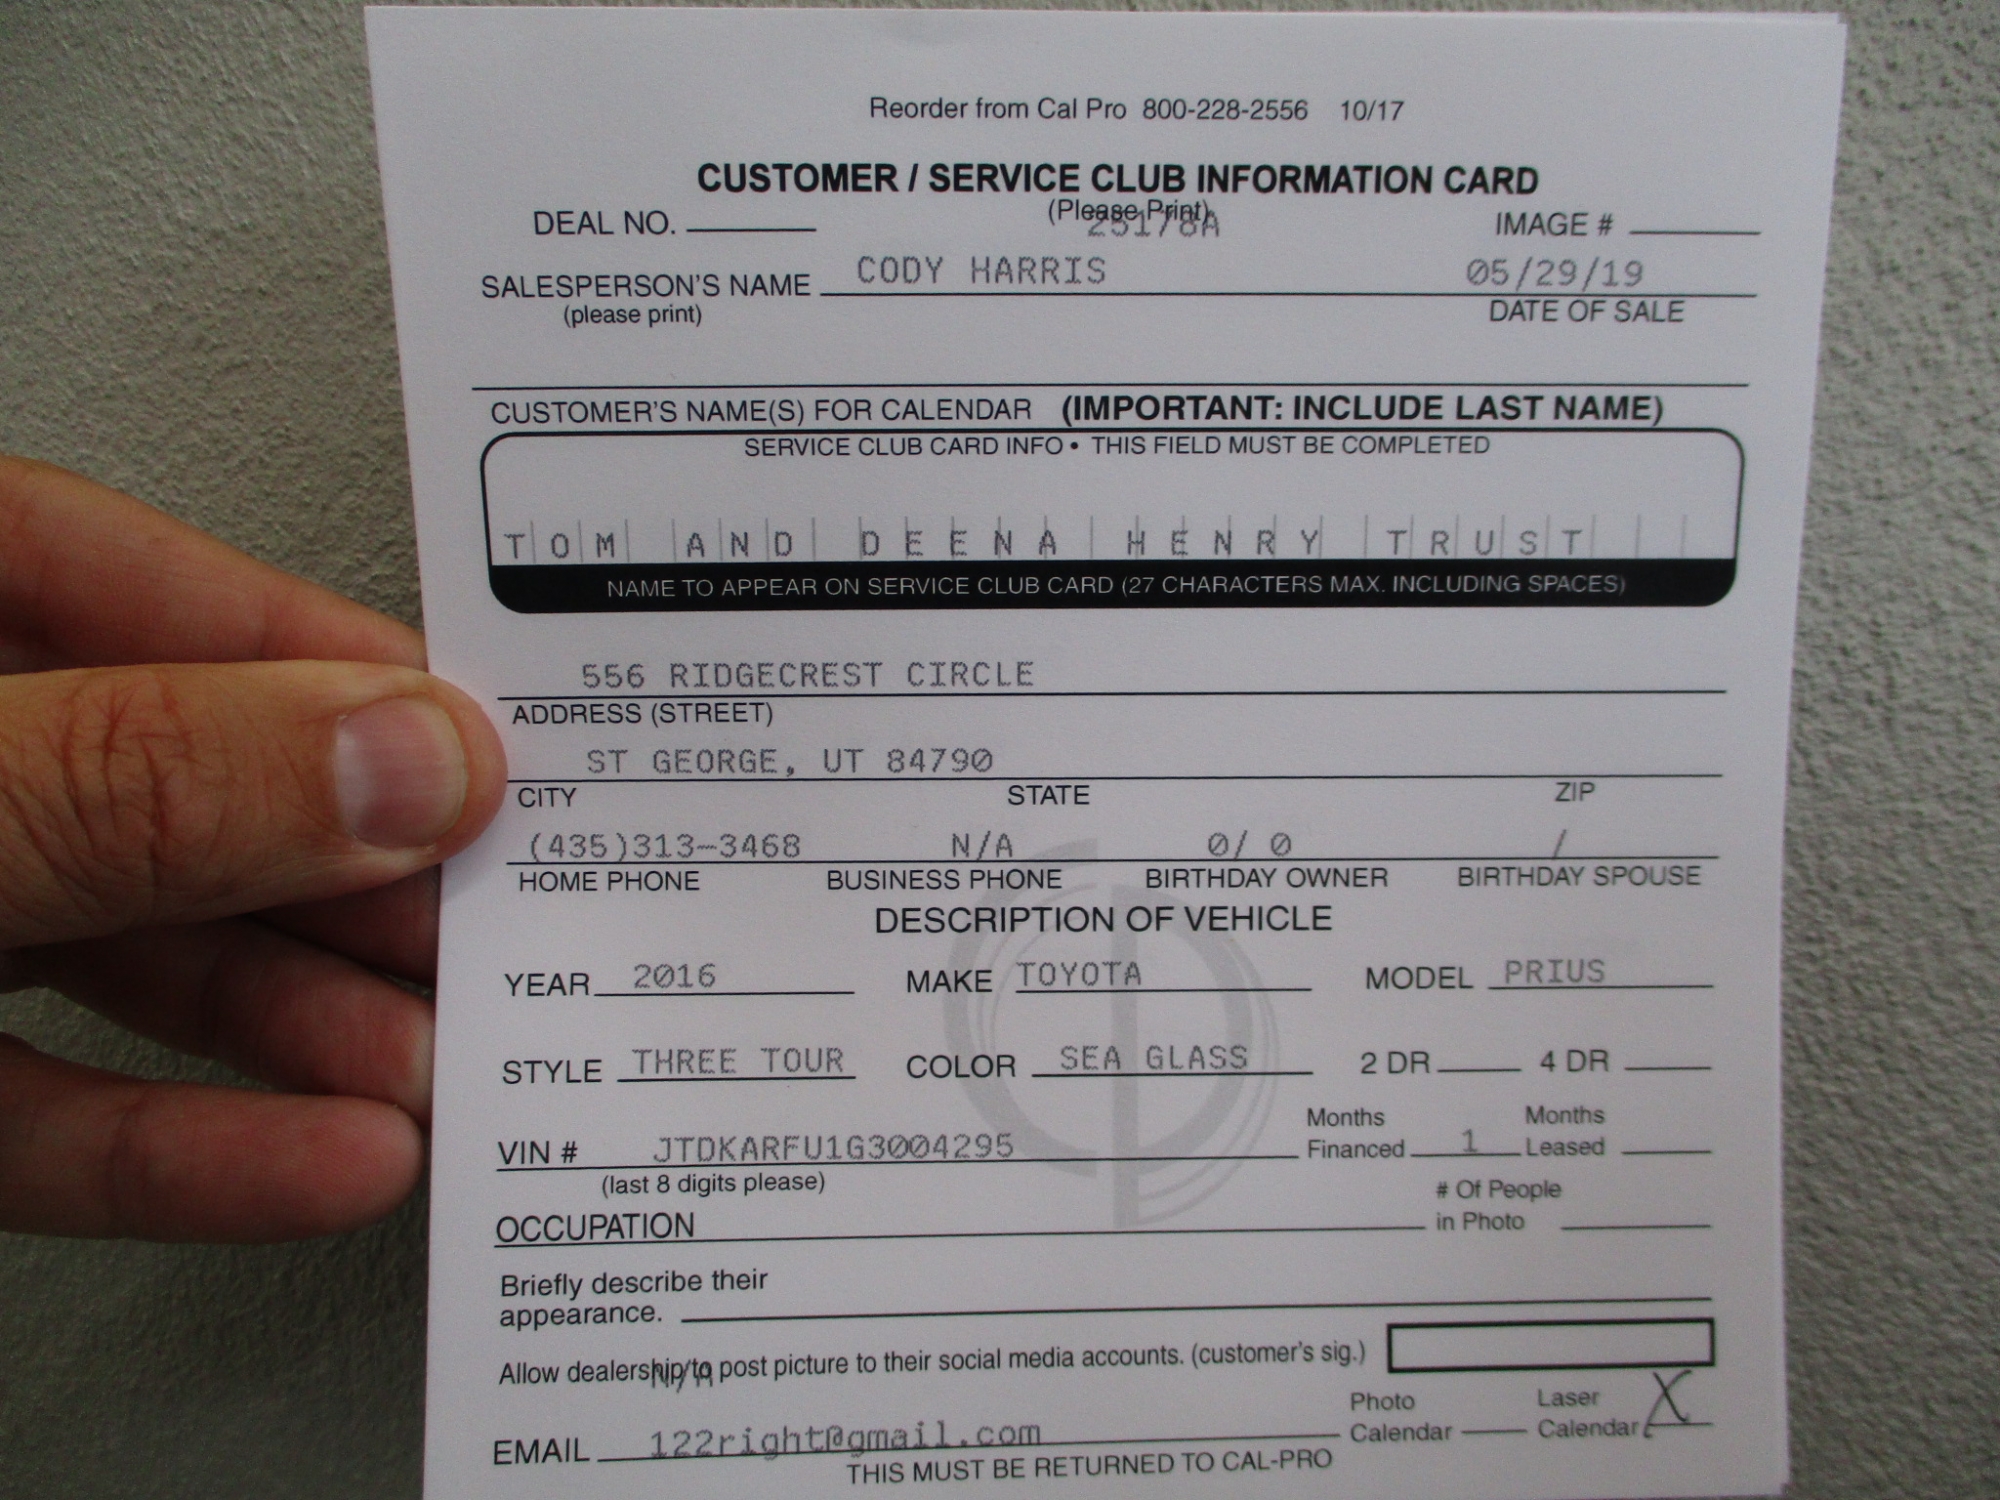 Reorder from Cal Pro 800-228-2556 10/17
CUSTOMER / SERVICE CLUB INFORMATION CARD
(Please Print)
DEAL NO. 25178A IMAGE #
SALESPERSON'S NAME CODY HARRIS 05/29/19
(please print) DATE OF SALE
CUSTOMER'S NAME(S) FOR CALENDAR (IMPORTANT: INCLUDE LAST NAME)
SERVICE CLUB CARD INFO • THIS FIELD MUST BE COMPLETED
TOM AND DEENA HENRY TRUST
NAME TO APPEAR ON SERVICE CLUB CARD (27 CHARACTERS MAX. INCLUDING SPACES)
556 RIDGECREST CIRCLE
ADDRESS (STREET)
ST GEORGE, UT 84790
CITY STATE ZIP
(435)313-3468 N/A 0/ 0 /
HOME PHONE BUSINESS PHONE BIRTHDAY OWNER BIRTHDAY SPOUSE
DESCRIPTION OF VEHICLE
YEAR 2016 MAKE TOYOTA MODEL PRIUS
STYLE THREE TOUR COLOR SEA GLASS 2 DR 4 DR
Months Months
VIN # JTDKARFU1G3004295 Financed 1 Leased
(last 8 digits please) # Of People
OCCUPATION in Photo
Briefly describe their
appearance.
Allow dealership to post picture to their social media accounts. (customer's sig.)
N/A
Photo Laser X
EMAIL 122right@gmail.com Calendar Calendar
THIS MUST BE RETURNED TO CAL-PRO